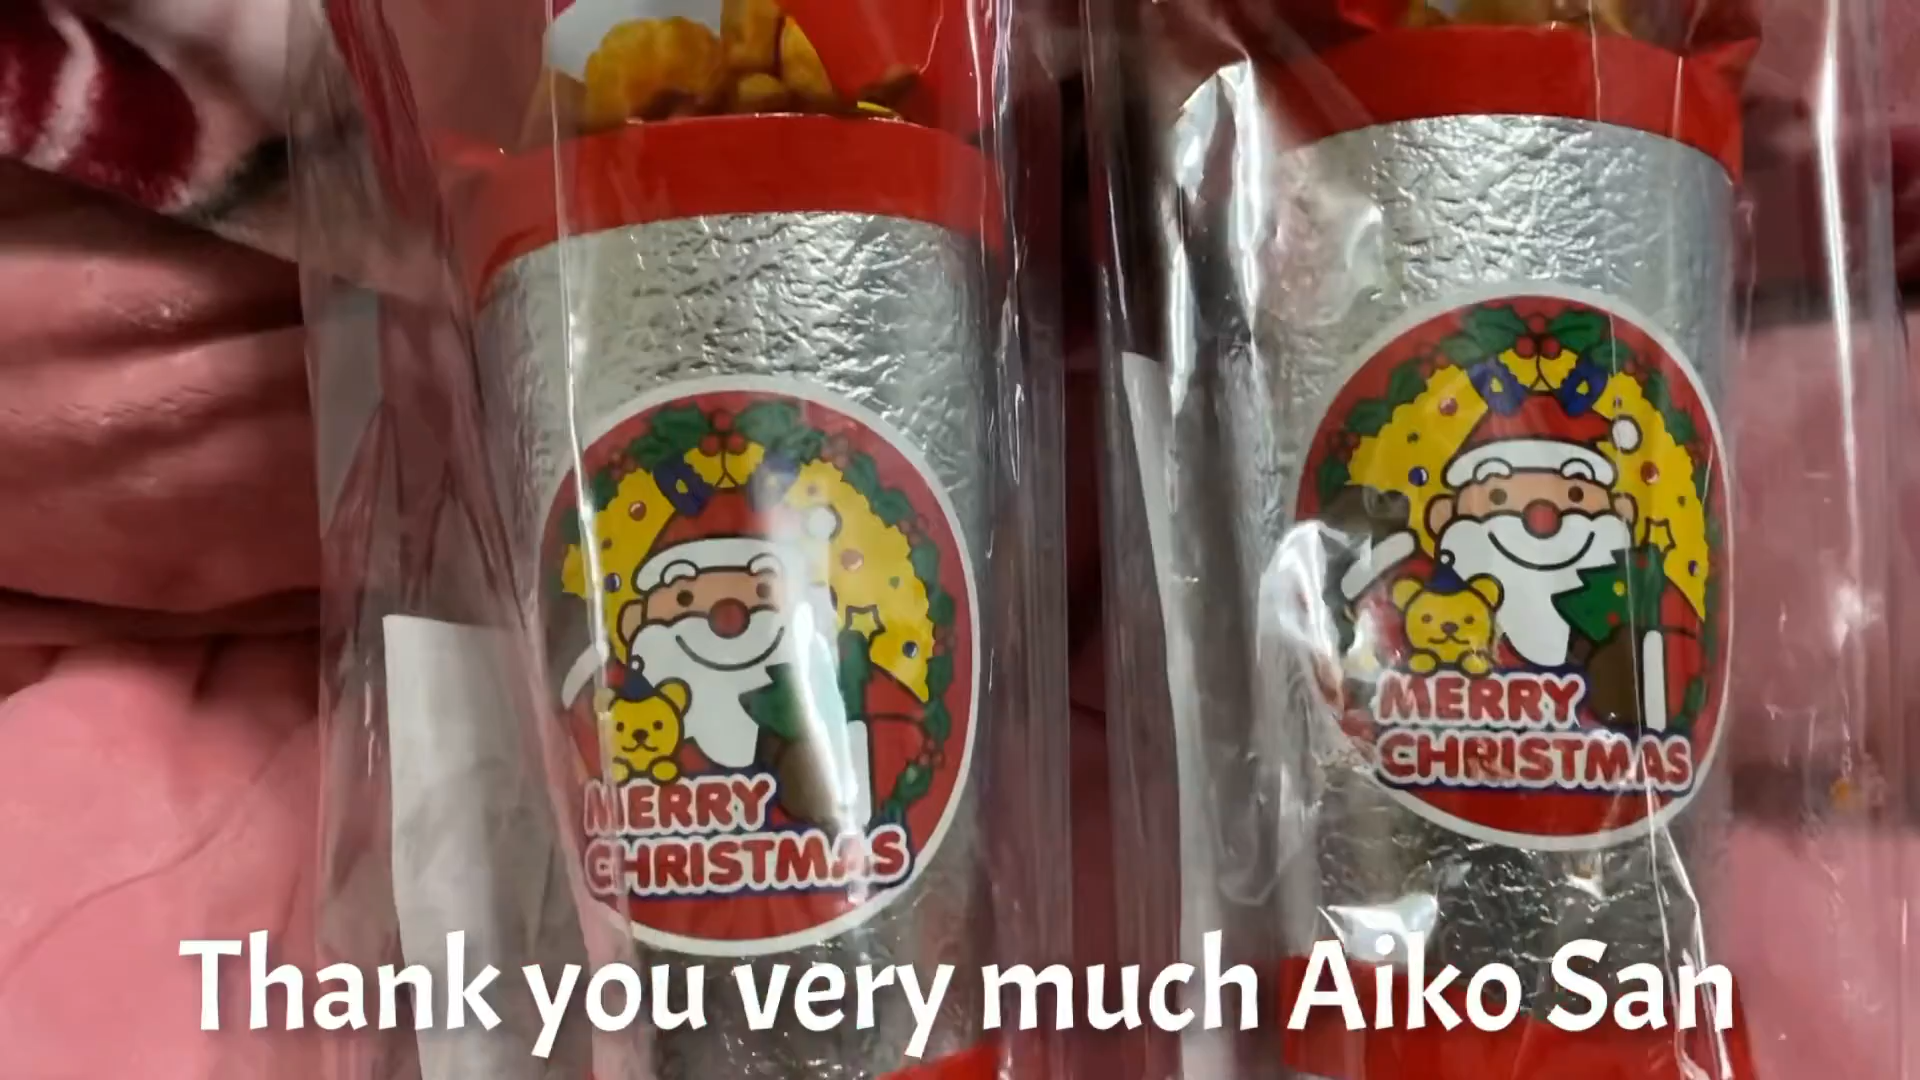 MERRY
CHRISTMAS
MERRY
CHRISTMAS
Thank you very much Aiko San